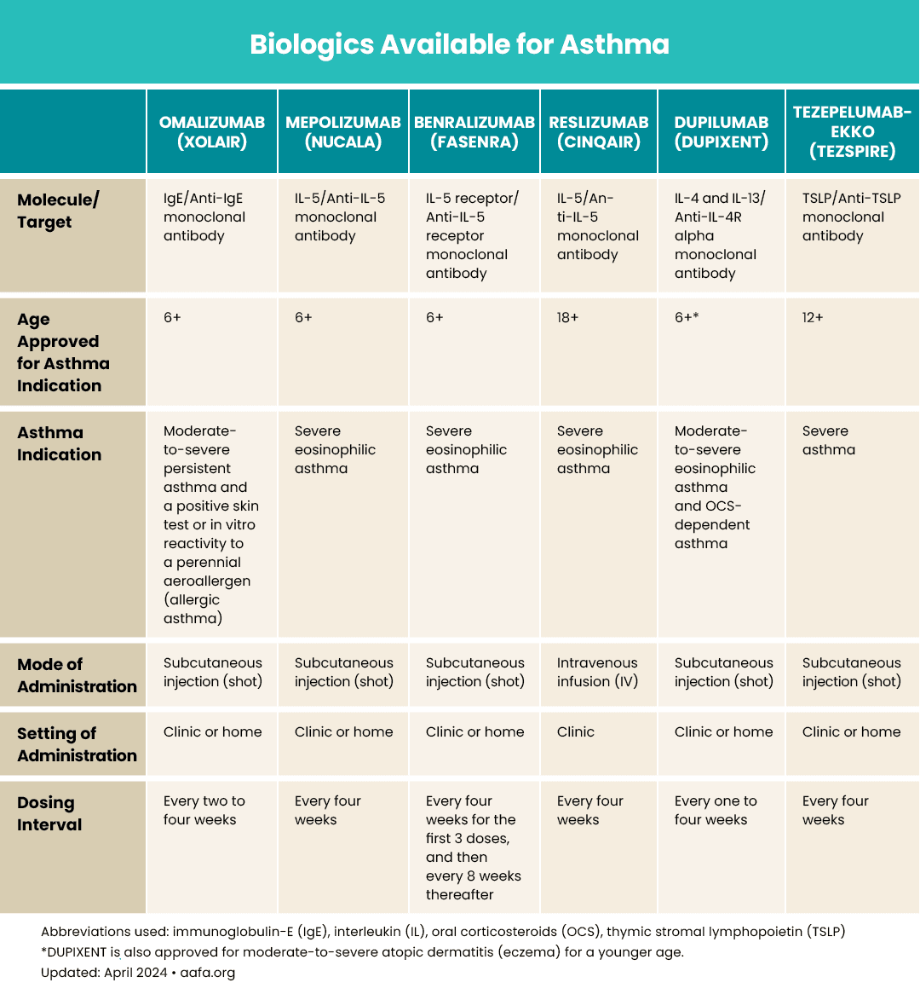 Biologics Available for Asthma
OMALIZUMAB
(XOLAIR)
MEPOLIZUMAB
(NUCALA)
BENRALIZUMAB
(FASENRA)
RESLIZUMAB
(CINQAIR)
DUPILUMAB
(DUPIXENT)
TEZEPELUMAB-
EKKO
(TEZSPIRE)
Molecule/
Target
IgE/Anti-IgE
monoclonal
antibody
IL-5/Anti-IL-5
monoclonal
antibody
IL-5 receptor/
Anti-IL-5
receptor
monoclonal
antibody
IL-5/An-
ti-IL-5
monoclonal
antibody
IL-4 and IL-13/
Anti-IL-4R
alpha
monoclonal
antibody
TSLP/Anti-TSLP
monoclonal
antibody
Age
Approved
for Asthma
Indication
6+
6+
6+
18+
6+*
12+
Asthma
Indication
Moderate-
to-severe
persistent
asthma and
a positive skin
test or in vitro
reactivity to
a perennial
aeroallergen
(allergic
asthma)
Severe
eosinophilic
asthma
Severe
eosinophilic
asthma
Severe
eosinophilic
asthma
Moderate-
to-severe
eosinophilic
asthma
and OCS-
dependent
asthma
Severe
asthma
Mode of
Administration
Subcutaneous
injection (shot)
Subcutaneous
injection (shot)
Subcutaneous
injection (shot)
Intravenous
infusion (IV)
Subcutaneous
injection (shot)
Subcutaneous
injection (shot)
Setting of
Administration
Clinic or home
Clinic or home
Clinic or home
Clinic
Clinic or home
Clinic or home
Dosing
Interval
Every two to
four weeks
Every four
weeks
Every four
weeks for the
first 3 doses,
and then
every 8 weeks
thereafter
Every four
weeks
Every one to
four weeks
Every four
weeks
Abbreviations used: immunoglobulin-E (IgE), interleukin (IL), oral corticosteroids (OCS), thymic stromal lymphopoietin (TSLP)
*DUPIXENT is also approved for moderate-to-severe atopic dermatitis (eczema) for a younger age.
Updated: April 2024 • aafa.org